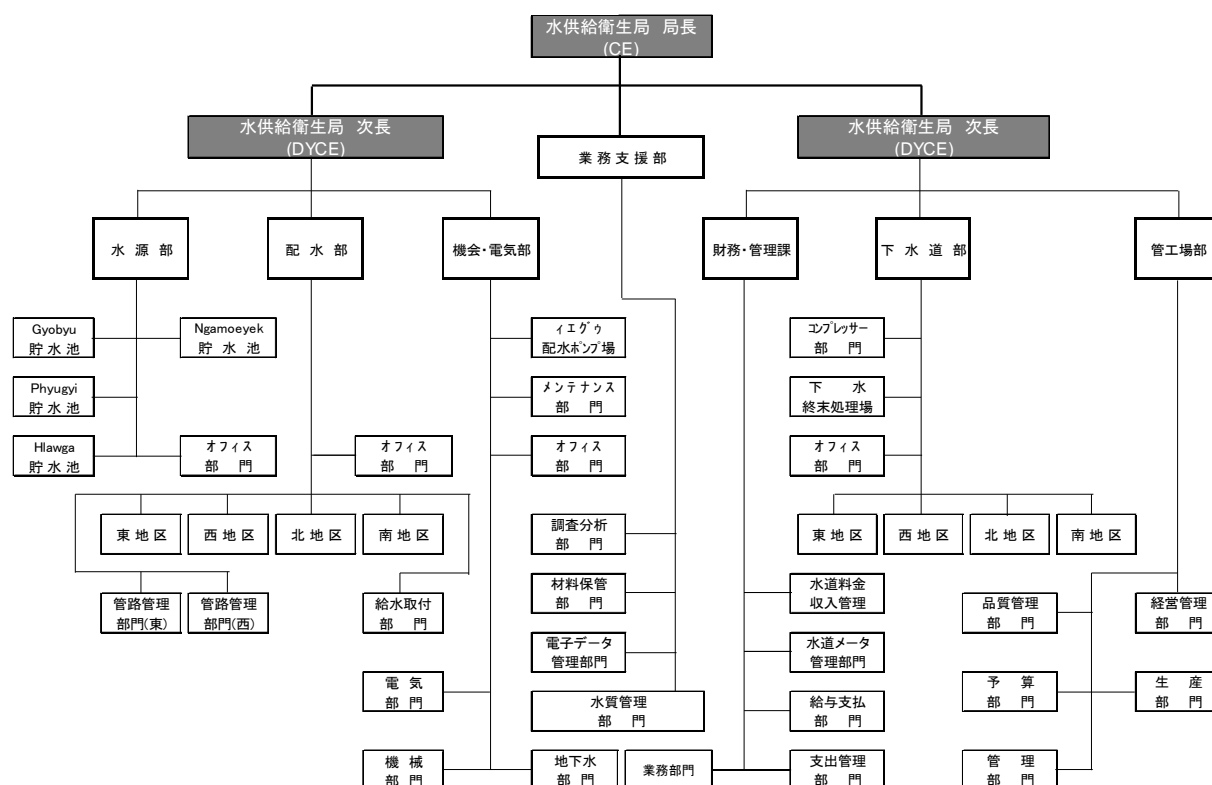 水供給衛生局 局長
(CE)
水供給衛生局 次長
(DYCE)
業務支援部
水供給衛生局 次長
(DYCE)
水源部
配水部
機会・電気部
財務・管理課
下水道部
管工場部
Gyobyu
貯水池
Ngamoeyek
貯水池
ィエグゥ
配水ポンプ場
コンプレッサー
部 門
Phyugyi
貯水池
メンテナンス
部 門
下 水
終末処理場
Hlawga
貯水池
オフィス
部 門
オフィス
部 門
オフィス
部 門
オフィス
部 門
東地区
西地区
北地区
南地区
調査分析
部 門
東地区
西地区
北地区
南地区
管路管理
部門(東)
管路管理
部門(西)
給水取付
部 門
材料保管
部 門
水道料金
収入管理
品質管理
部 門
経営管理
部 門
電子データ
管理部門
水道メータ
管理部門
電 気
部 門
水質管理
部 門
給与支払
部 門
予 算
部 門
生 産
部 門
機 械
部 門
地下水
部 門
業務部門
支出管理
部 門
管 理
部 門